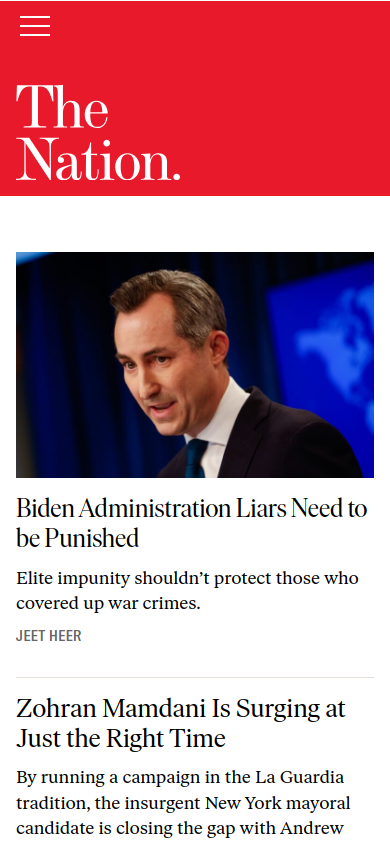 The
Nation.
Biden Administration Liars Need to
be Punished
Elite impunity shouldn’t protect those who
covered up war crimes.
JEET HEER
Zohran Mamdani Is Surging at
Just the Right Time
By running a campaign in the La Guardia
tradition, the insurgent New York mayoral
candidate is closing the gap with Andrew